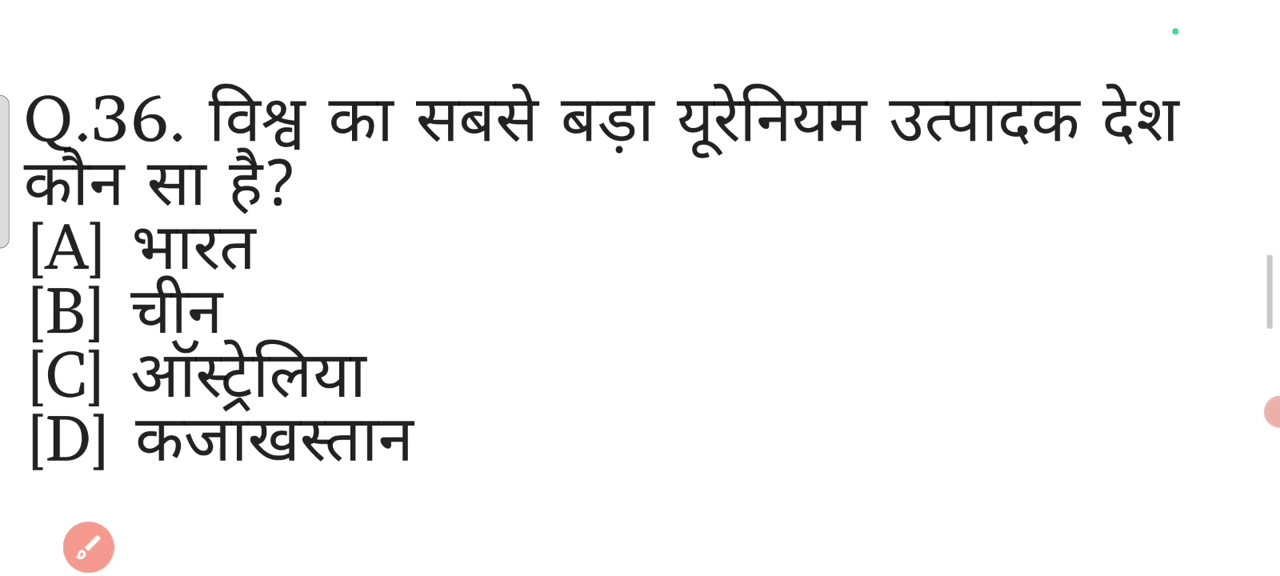 Q.36. विश्व का सबसे बड़ा यूरेनियम उत्पादक देश
कौन सा है?
[A] भारत
[B] चीन
[C] ऑस्ट्रेलिया
[D] कजाखस्तान